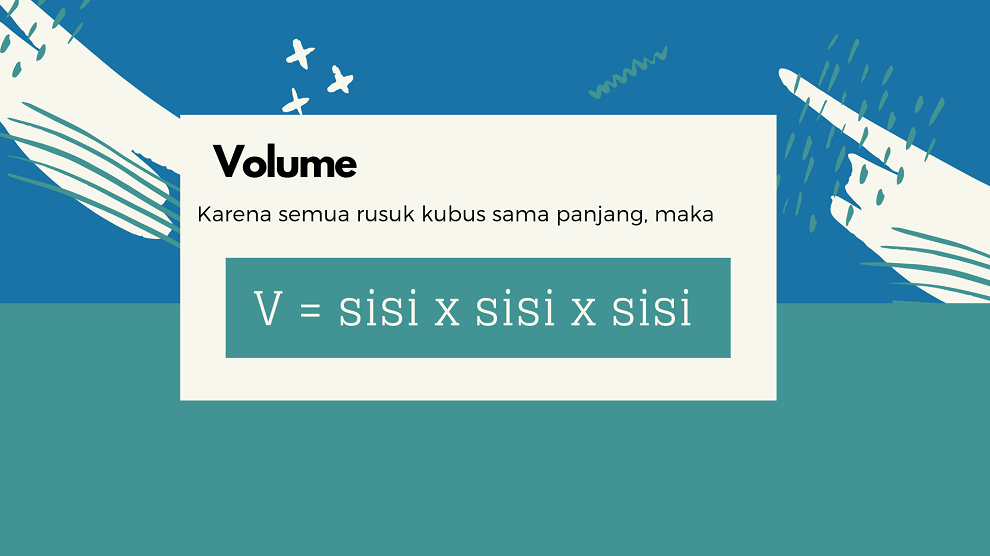 Volume
Karena semua rusuk kubus sama panjang, maka
V = sisi x sisi x sisi